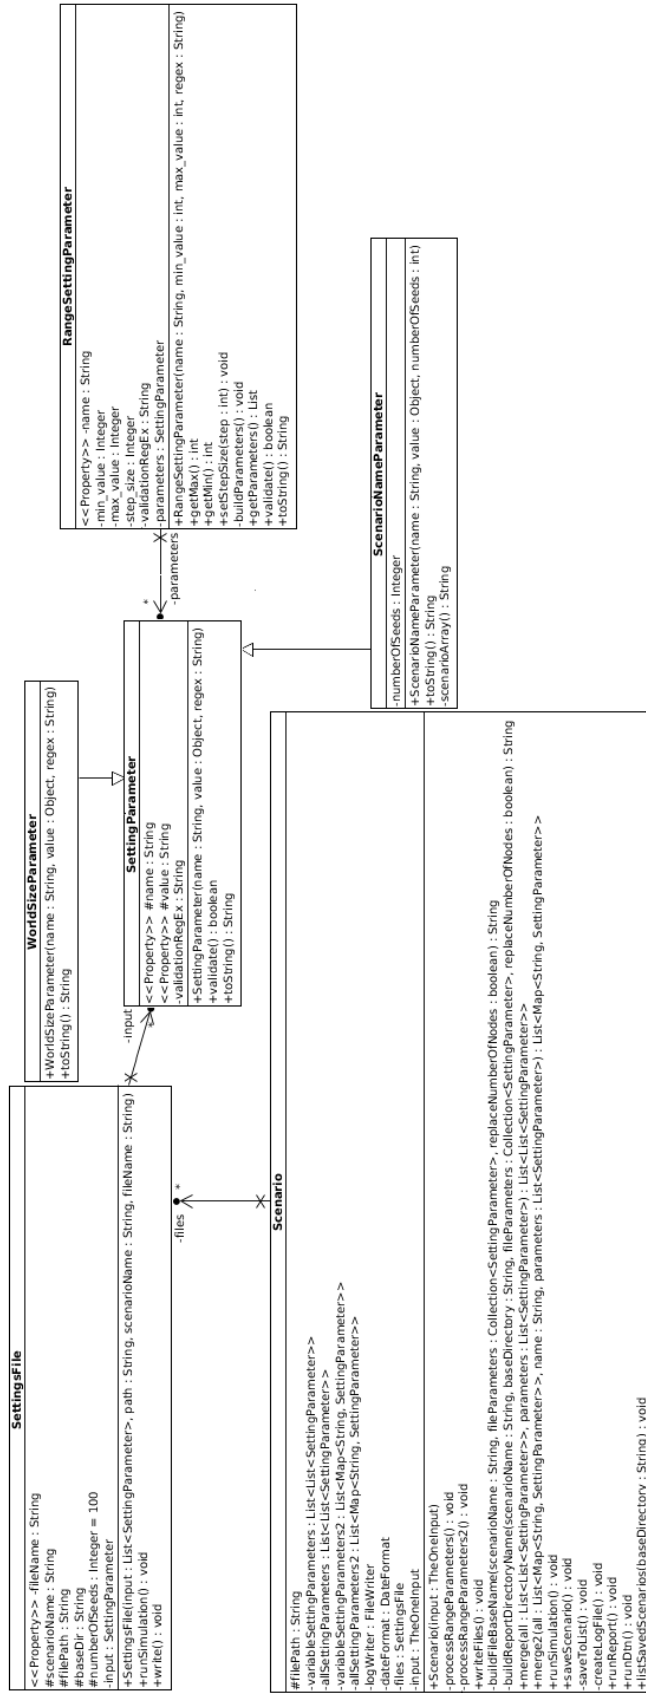 SettingsFile
<<Property>> -fileName : String
#scenarioName : String
#filePath : String
#baseDir : String
#numberOfSeeds : Integer = 100
-input : SettingParameter
+SettingsFile(input : List<SettingParameter>, path : String, scenarioName : String, fileName : String)
+runSimulation() : void
+write() : void
WorldSizeParameter
+WorldSizeParameter(name : String, value : Object, regex : String)
+toString() : String
RangeSettingParameter
<<Property>> -name : String
-min_value : Integer
-max_value : Integer
-step_size : Integer
-validationRegEx : String
-parameters : SettingParameter
+RangeSettingParameter(name : String, min_value : int, max_value : int, regex : String)
+getMax() : int
+getMin() : int
+setStepSize(step : int) : void
-buildParameters() : void
+getParameters() : List
+validate() : boolean
+toString() : String
-input
*
SettingParameter
<<Property>> #name : String
<<Property>> #value : String
-validationRegEx : String
+SettingParameter(name : String, value : Object, regex : String)
+validate() : boolean
+toString() : String
*
-parameters
-files
*
Scenario
#filePath : String
-variableSettingParameters : List<List<SettingParameter>>
-allSettingParameters : List<List<SettingParameter>>
-variableSettingParameters2 : List<Map<String, SettingParameter>>
-allSettingParameters2 : List<Map<String, SettingParameter>>
-logWriter : FileWriter
-dateFormat : DateFormat
-files : SettingsFile
-input : TheOneInput
+Scenario(input : TheOneInput)
-processRangeParameters() : void
-processRangeParameters2() : void
+writeFiles() : void
-buildFileBaseName(scenarioName : String, fileParameters : Collection<SettingParameter>, replaceNumberOfNodes : boolean) : String
-buildReportDirectoryName(scenarioName : String, baseDirectory : String, fileParameters : Collection<SettingParameter>, replaceNumberOfNodes : boolean) : String
+merge(all : List<List<SettingParameter>>, parameters : List<SettingParameter>) : List<List<SettingParameter>>
+merge2(all : List<Map<String, SettingParameter>>, name : String, parameters : List<SettingParameter>) : List<Map<String, SettingParameter>>
+runSimulation() : void
+saveScenario() : void
-saveToList() : void
-createLogFile() : void
+runReport() : void
+runDtn() : void
+listSavedScenarios(baseDirectory : String) : void
ScenarioNameParameter
-numberOfSeeds : Integer
+ScenarioNameParameter(name : String, value : Object, numberOfSeeds : int)
+toString() : String
-scenarioArray() : String